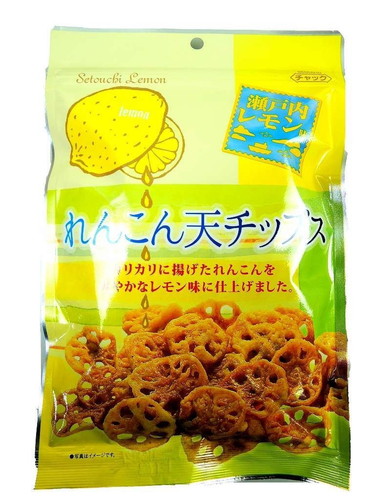 Setouchi Lemon
チャック
lemon
瀬戸内
レモン
れんこん天チップス
カリカリに揚げたれんこんを
爽やかなレモン味に仕上げました。
●写真はイメージです。